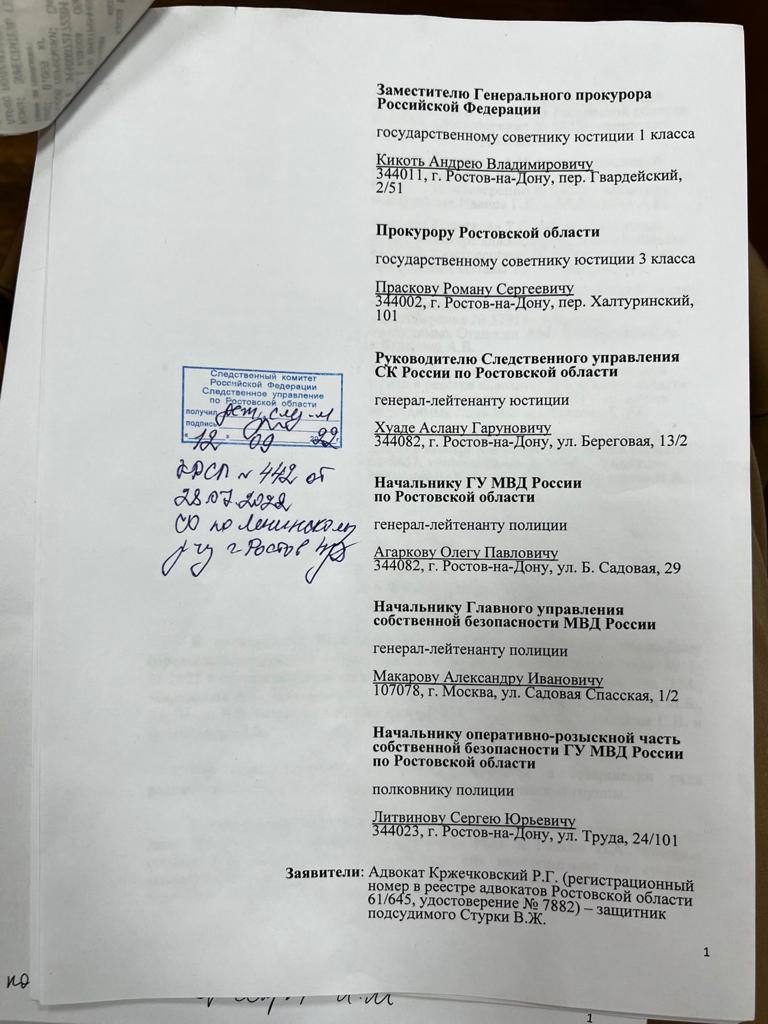 Заместителю Генерального прокурора
Российской Федерации
государственному советнику юстиции 1 класса
Кикоть Андрею Владимировичу
344011, г. Ростов-на-Дону, пер. Гвардейский,
2/51
Прокурору Ростовской области
государственному советнику юстиции 3 класса
Праскову Роману Сергеевичу
344002, г. Ростов-на-Дону, пер. Халтуринский,
101
Руководителю Следственного управления
СК России по Ростовской области
генерал-лейтенанту юстиции
Хуаде Аслану Гаруновичу
344082, г. Ростов-на-Дону, ул. Береговая, 13/2
Следственный комитет
Российской Федерации
Следственное управление
по Ростовской области
получил
подпись
« 12 » 09 2022 г.
КРСП № 442 от
28.07.2022
СО по Ленинскому
г. Ростов
Начальнику ГУ МВД России
по Ростовской области
генерал-лейтенанту полиции
Агаркову Олегу Павловичу
344082, г. Ростов-на-Дону, ул. Б. Садовая, 29
Начальнику Главного управления
собственной безопасности МВД России
генерал-лейтенанту полиции
Макарову Александру Ивановичу
107078, г. Москва, ул. Садовая Спасская, 1/2
Начальнику оперативно-розыскной часть
собственной безопасности ГУ МВД России
по Ростовской области
полковнику полиции
Литвинову Сергею Юрьевичу
344023, г. Ростов-на-Дону, ул. Труда, 24/101
Заявители: Адвокат Кржечковский Р.Г. (регистрационный
номер в реестре адвокатов Ростовской области
61/645, удостоверение № 7882) – защитник
подсудимого Стурки В.Ж.
1
по
1